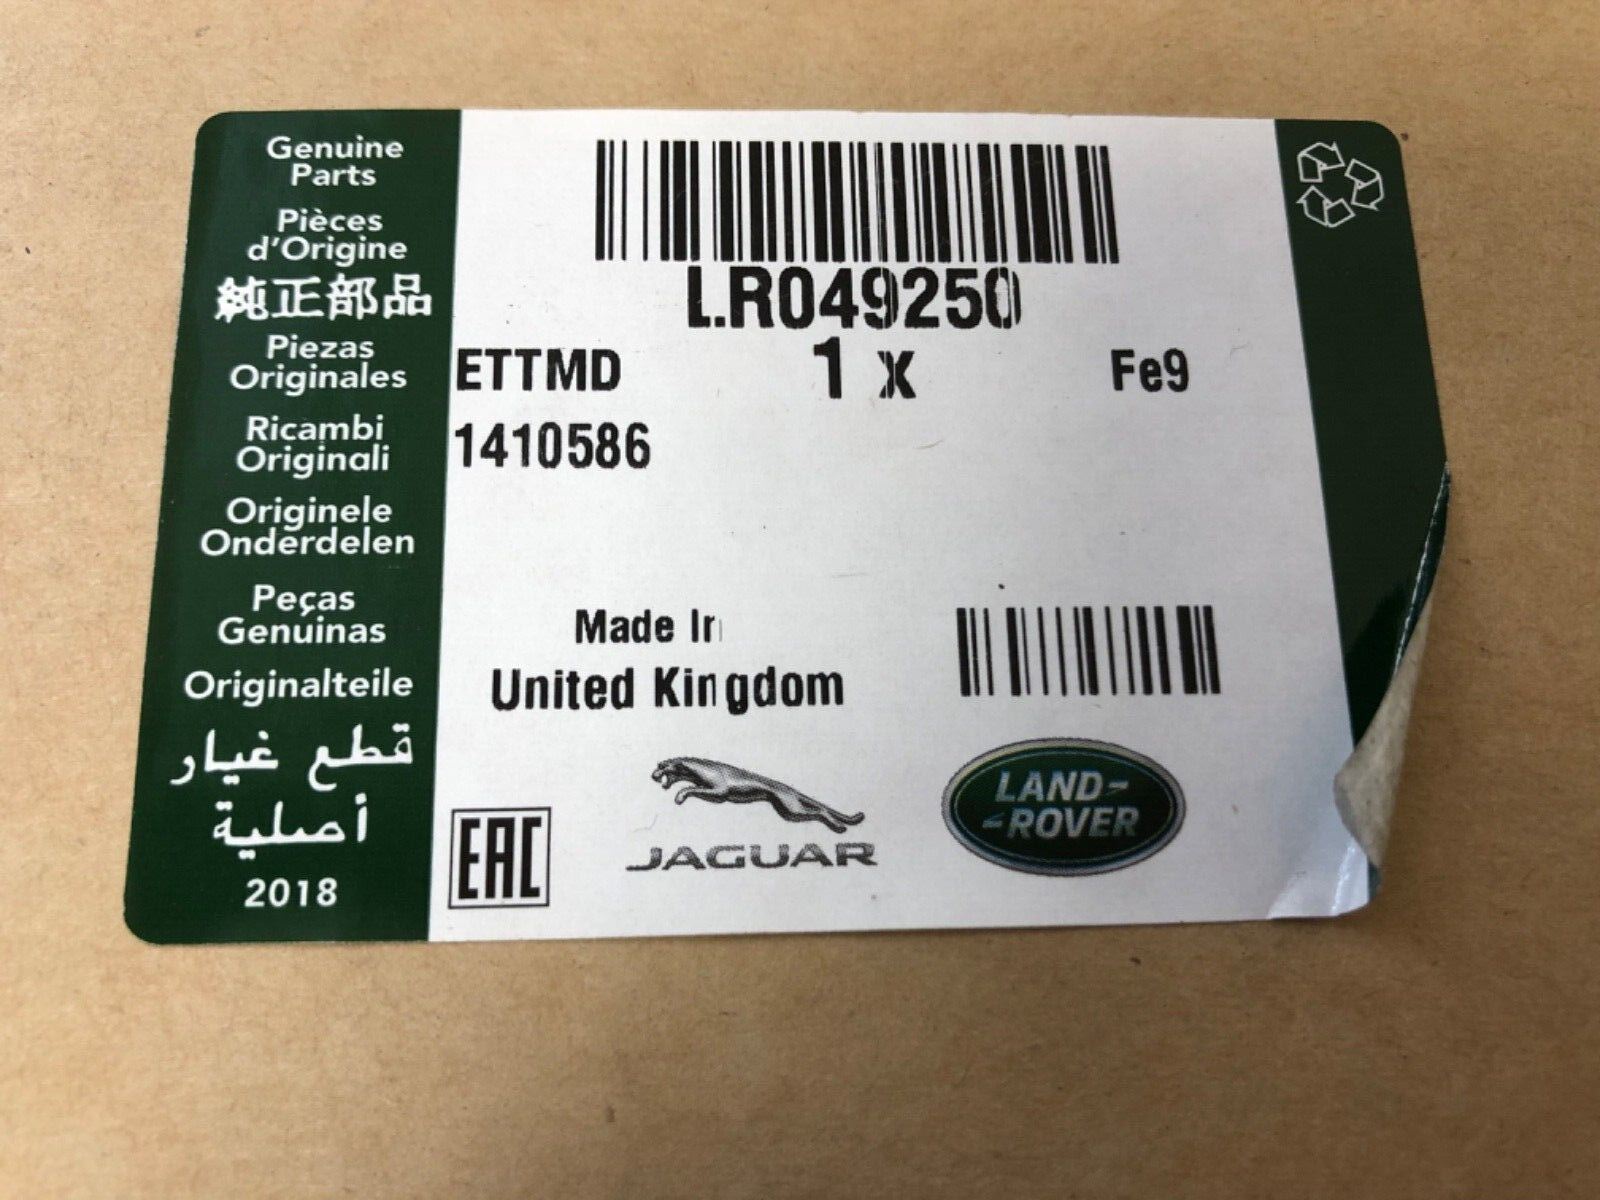 Genuine
Parts
Pièces
d'Origine
純正部品
Piezas
Originales
Ricambi
Originali
Originele
Onderdelen
Peças
Genuinas
Originalteile
قطع غيار
أصلية
2018
LR049250
ETTMD 1 x Fe9
1410586
Made In
United Kingdom
EAC
JAGUAR
LAND-
-ROVER